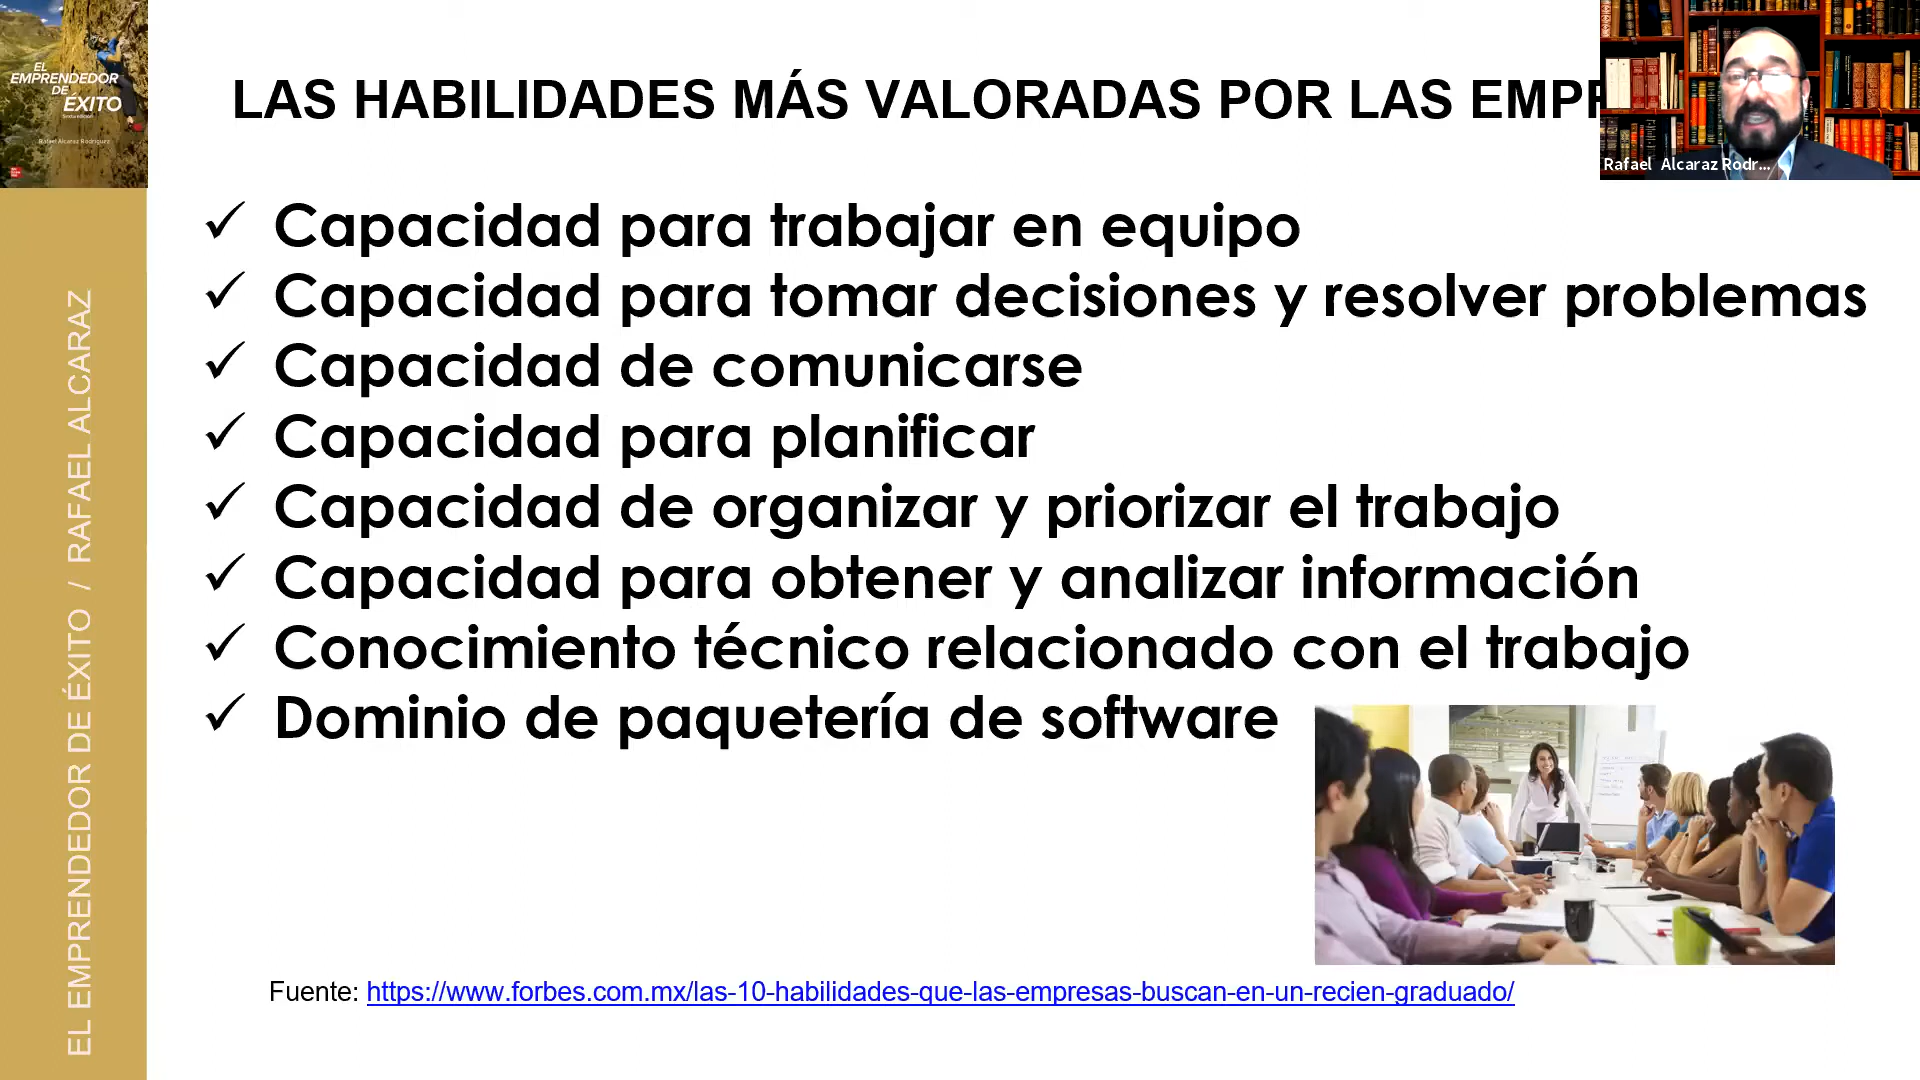 EL
EMPRENDEDOR
DE
ÉXITO
Rafael Alcaraz Rodríguez
LAS HABILIDADES MÁS VALORADAS POR LAS
Rafael Alcaraz Rodr...
✓ Capacidad para trabajar en equipo
✓ Capacidad para tomar decisiones y resolver problemas
✓ Capacidad de comunicarse
✓ Capacidad para planificar
✓ Capacidad de organizar y priorizar el trabajo
✓ Capacidad para obtener y analizar información
✓ Conocimiento técnico relacionado con el trabajo
✓ Dominio de paquetería de software
EL EMPRENDEDOR DE ÉXITO / RAFAEL ALCARAZ
Fuente: https://www.forbes.com.mx/las-10-habilidades-que-las-empresas-buscan-en-un-recien-graduado/